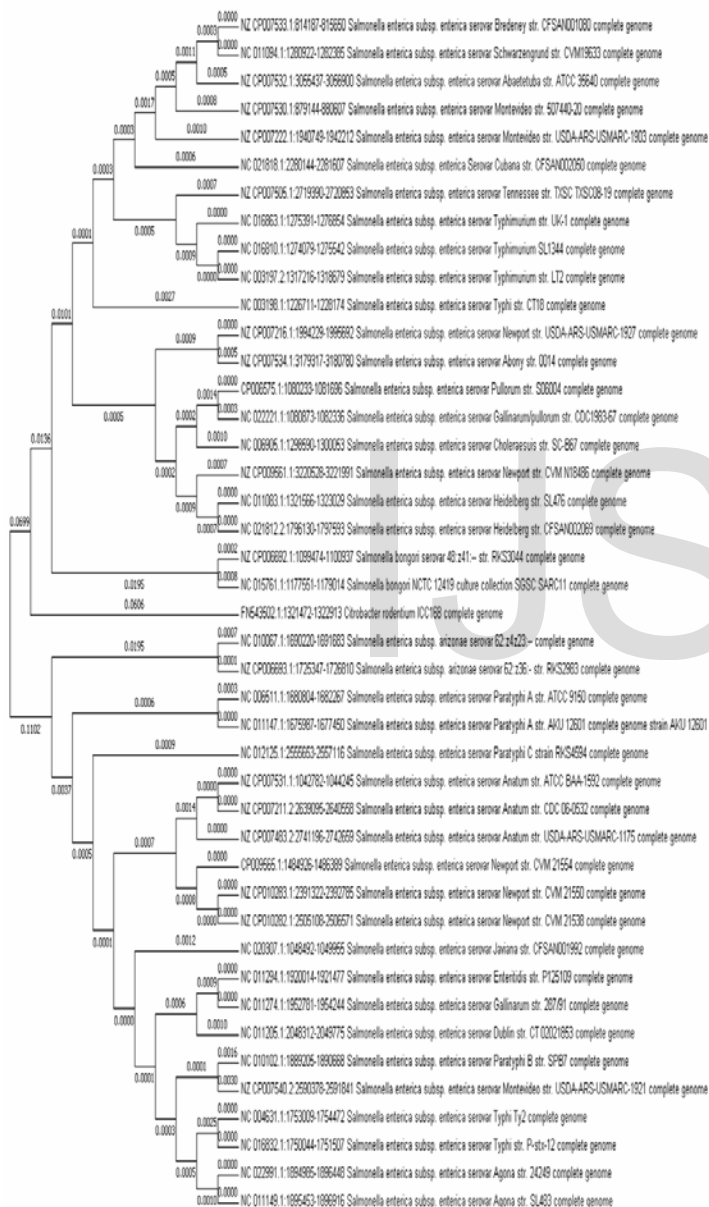 NZ CP007533.1:814187-815650 Salmonella enterica subsp. enterica serovar Bredeney str. CFSAN001080 complete genome
NC 011094.1:1280922-1282385 Salmonella enterica subsp. enterica serovar Schwarzengrund str. CVM19633 complete genome
NZ CP007532.1:3055437-3056900 Salmonella enterica subsp. enterica serovar Abaetetuba str. ATCC 35640 complete genome
NZ CP007530.1:879144-880607 Salmonella enterica subsp. enterica serovar Montevideo str. 507440-20 complete genome
NZ CP007222.1:1940749-1942212 Salmonella enterica subsp. enterica serovar Montevideo str. USDA-ARS-USMARC-1903 complete genome
NC 021818.1:2280144-2281607 Salmonella enterica subsp. enterica Serovar Cubana str. CFSAN002050 complete genome
NZ CP007505.1:2719390-2720853 Salmonella enterica subsp. enterica serovar Tennessee str. TXSC TXSC08-19 complete genome
NC 016863.1:1275391-1276854 Salmonella enterica subsp. enterica serovar Typhimurium str. UK-1 complete genome
NC 016810.1:1274079-1275542 Salmonella enterica subsp. enterica serovar Typhimurium SL1344 complete genome
NC 003197.2:1317216-1318679 Salmonella enterica subsp. enterica serovar Typhimurium str. LT2 complete genome
NC 003198.1:1226711-1228174 Salmonella enterica subsp. enterica serovar Typhi str. CT18 complete genome
NZ CP007216.1:1994229-1995692 Salmonella enterica subsp. enterica serovar Newport str. USDA-ARS-USMARC-1927 complete genome
NZ CP007534.1:3179317-3180780 Salmonella enterica subsp. enterica serovar Abony str. 0014 complete genome
CP006575.1:1080233-1081696 Salmonella enterica subsp. enterica serovar Pullorum str. S06004 complete genome
NC 022221.1:1080873-1082336 Salmonella enterica subsp. enterica serovar Gallinarum/pullorum str. CDC1983-67 complete genome
NC 006905.1:1298590-1300053 Salmonella enterica subsp. enterica serovar Choleraesuis str. SC-B67 complete genome
NZ CP009561.1:3220528-3221991 Salmonella enterica subsp. enterica serovar Newport str. CVM N18486 complete genome
NC 011083.1:1321566-1323029 Salmonella enterica subsp. enterica serovar Heidelberg str. SL476 complete genome
NC 021812.2:1796130-1797593 Salmonella enterica subsp. enterica serovar Heidelberg str. CFSAN002069 complete genome
NZ CP006692.1:1099474-1100937 Salmonella bongori serovar 48:z41:-- str. RKS3044 complete genome
NC 015761.1:1177551-1179014 Salmonella bongori NCTC 12419 culture collection SGSC SARC11 complete genome
FN543502.1:1321472-1322913 Citrobacter rodentium ICC168 complete genome
NC 010067.1:1690220-1691683 Salmonella enterica subsp. arizonae serovar 62:z4z23:-- complete genome
NZ CP006693.1:1725347-1726810 Salmonella enterica subsp. arizonae serovar 62:z36:- str. RKS2983 complete genome
NC 006511.1:1680804-1682267 Salmonella enterica subsp. enterica serovar Paratyphi A str. ATCC 9150 complete genome
NC 011147.1:1675987-1677450 Salmonella enterica subsp. enterica serovar Paratyphi A str. AKU 12601 complete genome strain AKU 12601
NC 012125.1:2555653-2557116 Salmonella enterica subsp. enterica serovar Paratyphi C strain RKS4594 complete genome
NZ CP007531.1:1042782-1044245 Salmonella enterica subsp. enterica serovar Anatum str. ATCC BAA-1592 complete genome
NZ CP007211.2:2639095-2640558 Salmonella enterica subsp. enterica serovar Anatum str. CDC 06-0532 complete genome
NZ CP007483.2:2741196-2742659 Salmonella enterica subsp. enterica serovar Anatum str. USDA-ARS-USMARC-1175 complete genome
CP009565.1:1484926-1486389 Salmonella enterica subsp. enterica serovar Newport str. CVM 21554 complete genome
NZ CP010283.1:2391322-2392785 Salmonella enterica subsp. enterica serovar Newport str. CVM 21550 complete genome
NZ CP010282.1:2505108-2506571 Salmonella enterica subsp. enterica serovar Newport str. CVM 21538 complete genome
NC 020307.1:1048492-1049955 Salmonella enterica subsp. enterica serovar Javiana str. CFSAN001992 complete genome
NC 011294.1:1920014-1921477 Salmonella enterica subsp. enterica serovar Enteritidis str. P125109 complete genome
NC 011274.1:1952781-1954244 Salmonella enterica subsp. enterica serovar Gallinarum str. 287/91 complete genome
NC 011205.1:2048312-2049775 Salmonella enterica subsp. enterica serovar Dublin str. CT 02021853 complete genome
NC 010102.1:1889205-1890668 Salmonella enterica subsp. enterica serovar Paratyphi B str. SPB7 complete genome
NZ CP007540.2:2590378-2591841 Salmonella enterica subsp. enterica serovar Montevideo str. USDA-ARS-USMARC-1921 complete genome
NC 004631.1:1753009-1754472 Salmonella enterica subsp. enterica serovar Typhi Ty2 complete genome
NC 016832.1:1750044-1751507 Salmonella enterica subsp. enterica serovar Typhi str. P-stx-12 complete genome
NC 022991.1:1894985-1896448 Salmonella enterica subsp. enterica serovar Agona str. 24249 complete genome
NC 011149.1:1895453-1896916 Salmonella enterica subsp. enterica serovar Agona str. SL483 complete genome